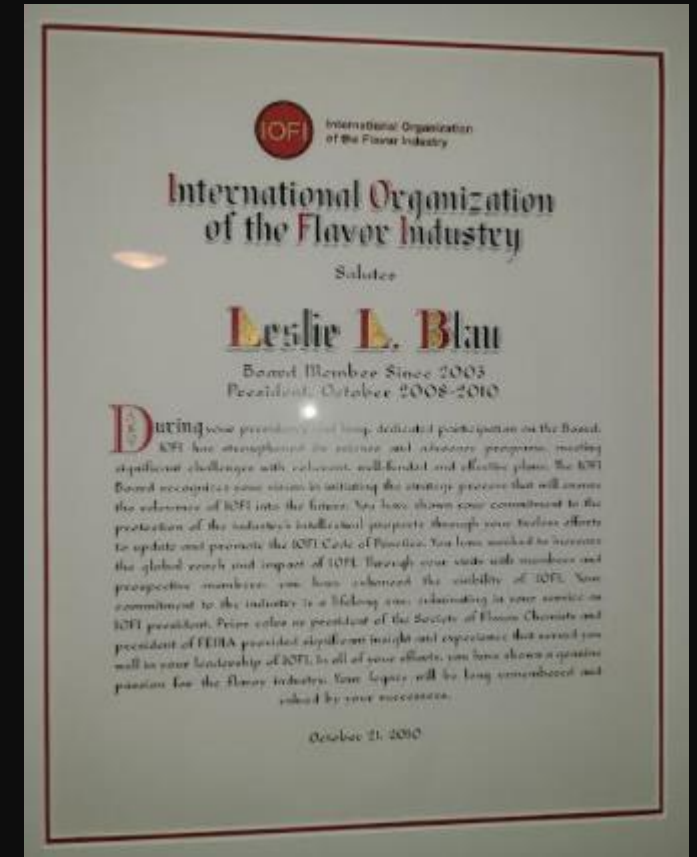 IOFI
International Organization
of the Flavor Industry
International Organization
of the Flavor Industry
Salutes
Leslie L. Blau
Board Member Since 2003
President, October 2008-2010
During your and long, dedicated participation on the Board,
IOFI has strengthened its science and advocacy programs, meeting
significant challenges with coherent, well-funded and effective plans. The IOFI
Board recognizes your vision in initiating the strategic process that will ensure
the relevance of IOFI into the future. You have shown your commitment to the
protection of the industry's intellectual property through your tireless efforts
to update and promote the IOFI Code of Practice. You have worked to increase
the global reach and impact of IOFI. Through your visits with members and
prospective members, you have enhanced the visibility of IOFI. Your
commitment to the industry is a lifelong one, culminating in your service as
IOFI president. Prior roles as president of the Society of Flavor Chemists and
president of FEMA provided significant insight and experience that served you
well in your leadership of IOFI. In all of your efforts, you have shown a genuine
passion for the flavor industry. Your legacy will be long remembered and
valued by your successors.
October 21, 2010